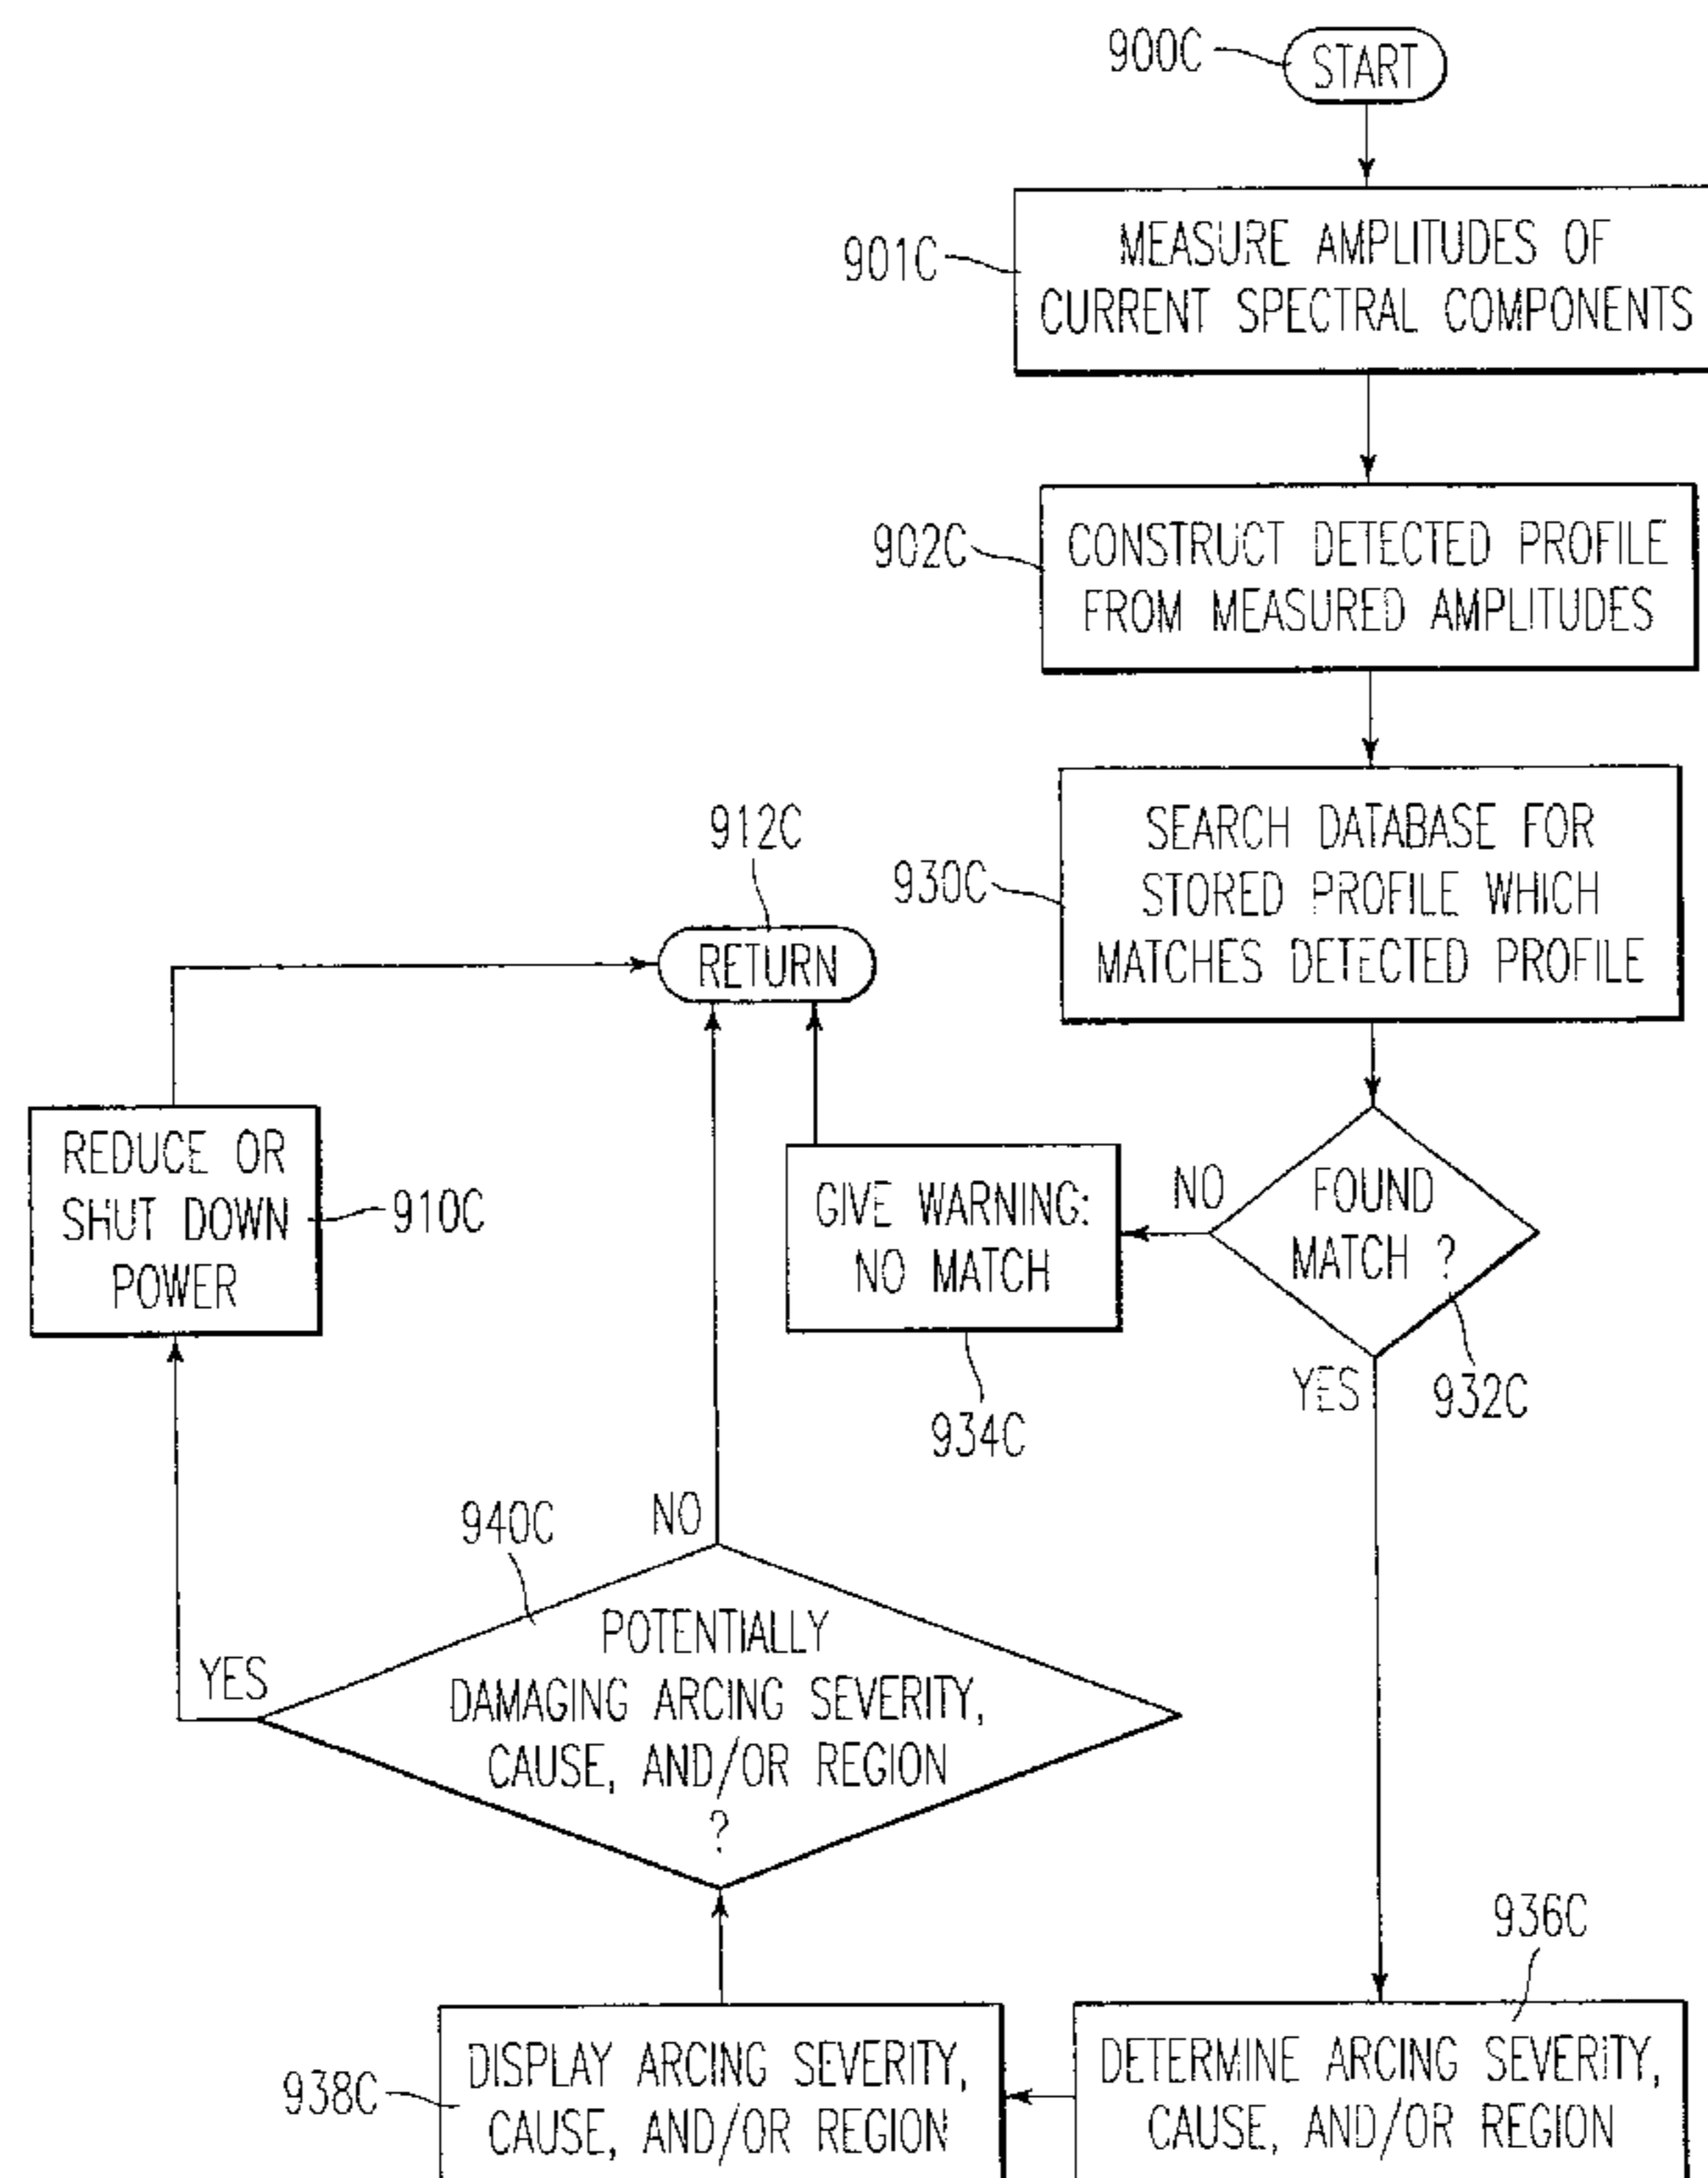 900C
START
901C
MEASURE AMPLITUDES OF
CURRENT SPECTRAL COMPONENTS
902C
CONSTRUCT DETECTED PROFILE
FROM MEASURED AMPLITUDES
930C
SEARCH DATABASE FOR
STORED PROFILE WHICH
MATCHES DETECTED PROFILE
912C
RETURN
REDUCE OR
SHUT DOWN
POWER
910C
GIVE WARNING:
NO MATCH
934C
NO
FOUND
MATCH ?
932C
YES
940C
NO
YES
POTENTIALLY
DAMAGING ARCING SEVERITY,
CAUSE, AND/OR REGION
?
936C
938C
DISPLAY ARCING SEVERITY,
CAUSE, AND/OR REGION
DETERMINE ARCING SEVERITY,
CAUSE, AND/OR REGION